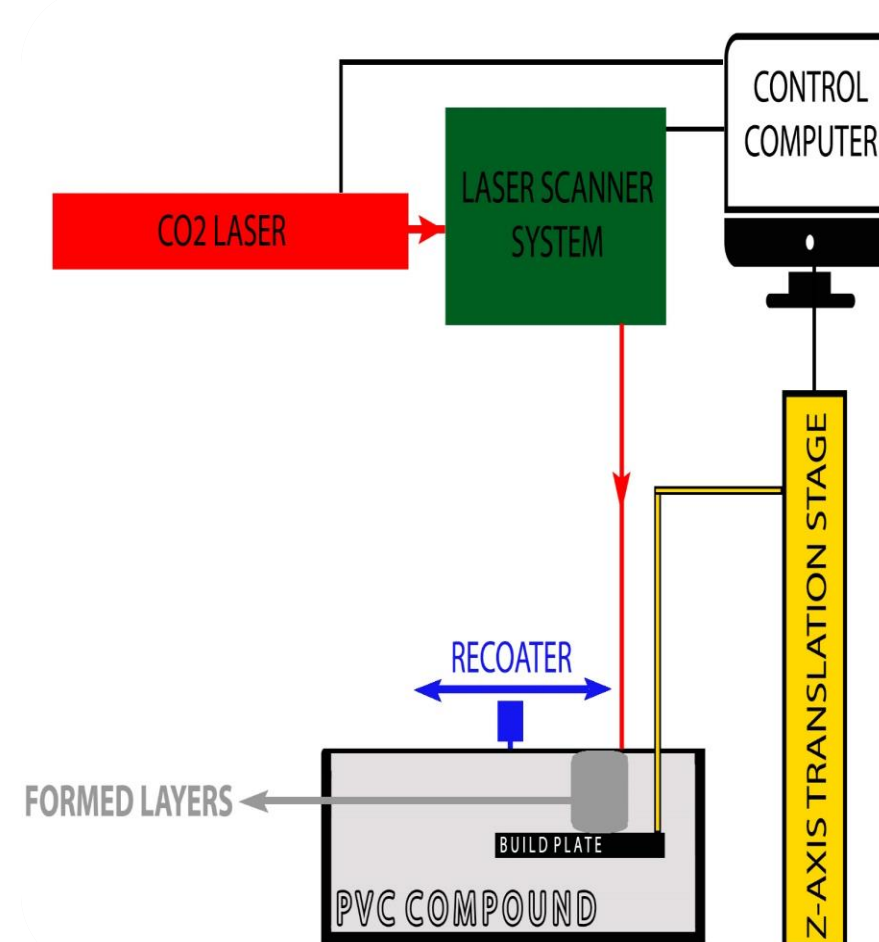 CONTROL
COMPUTER
LASER SCANNER
SYSTEM
CO2 LASER
Z-AXIS TRANSLATION STAGE
RECOATER
FORMED LAYERS
BUILD PLATE
PVC COMPOUND